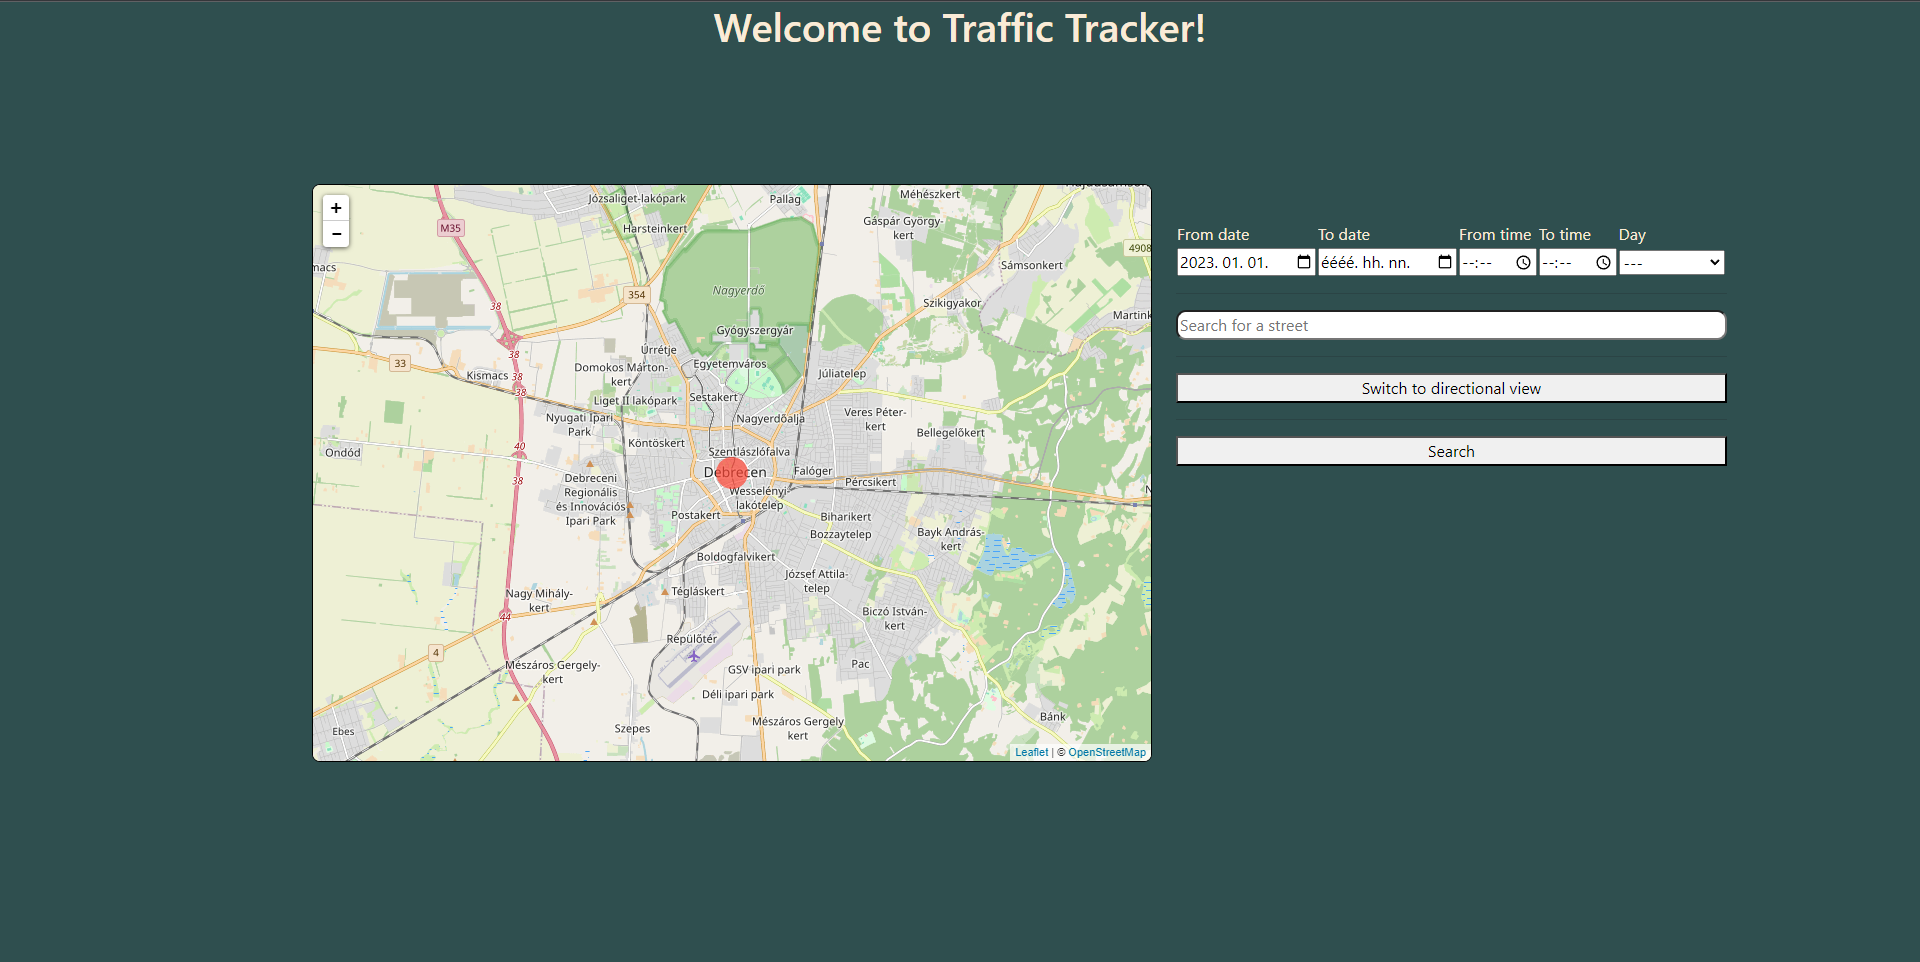 Welcome to Traffic Tracker!
From date To date From time To time Day
2023. 01. 01. éééé. hh. nn. --:-- --:-- ---
Search for a street
Switch to directional view
Search
+
−
Józsaliget-lakópark
Pallag
Méhészkert
M35
Harsteinkert
Gáspár György-
kert
4908
macs
Sámsonkert
354
Nagyerdő
38
Szikigyakor
Martink
Gyógyszergyár
33
38
Úrrétje
Egyetemváros
Domokos Márton-
kert
Kismacs
38
38
Júliatelep
Liget II lakópark
Sestakert
Nyugati Ipari
Park
Nagyerdőalja
Veres Péter-
kert
Bellegelőkert
Ondód
40
Köntöskert
Szentlászlófalva
Debrecen
Falóger
38
Debreceni
Regionális
és Innovációs
Ipari Park
Wesselényi-
lakótelep
Pércsikert
N
Postakert
Biharikert
Bozzaytelep
Bayk András-
kert
Boldogfalvikert
József Attila-
telep
Nagy Mihály-
kert
Tégláskert
44
Biczó István-
kert
Repülőtér
4
Mészáros Gergely-
kert
GSV ipari park
Pac
Déli ipari park
Ebes
Szepes
Mészáros Gergely
kert
Bánk
Leaflet | © OpenStreetMap